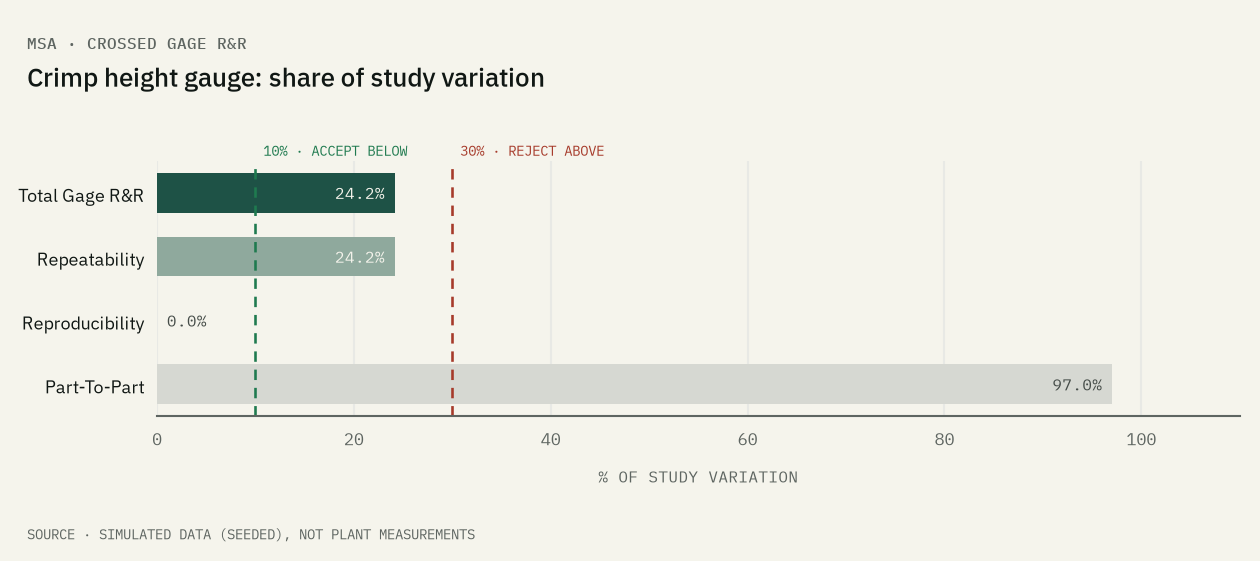 MSA · CROSSED GAGE R&R
Crimp height gauge: share of study variation
10% · ACCEPT BELOW 30% · REJECT ABOVE
Total Gage R&R 24.2%
Repeatability 24.2%
Reproducibility 0.0%
Part-To-Part 97.0%
0 20 40 60 80 100
% OF STUDY VARIATION
SOURCE · SIMULATED DATA (SEEDED), NOT PLANT MEASUREMENTS